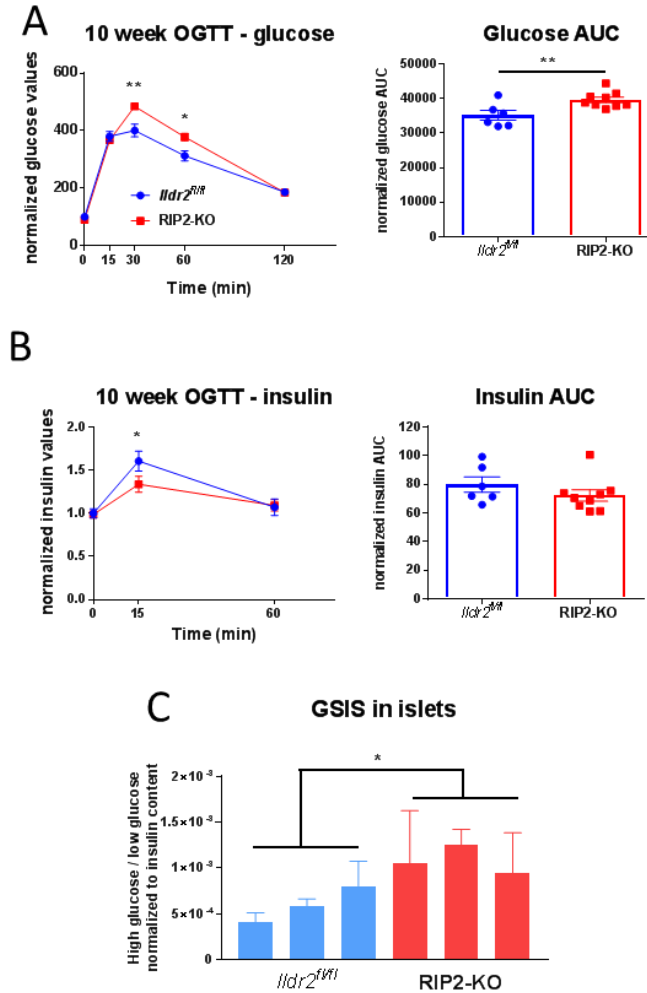 A
10 week OGTT - glucose
normalized glucose values
600
400
200
0
**
*
Ildr2fl/fl
RIP2-KO
0 15 30 60 120
Time (min)
Glucose AUC
normalized glucose AUC
50000
40000
30000
20000
10000
0
**
Ildr2fl/fl
RIP2-KO
B
10 week OGTT - insulin
normalized insulin values
2.0
1.5
1.0
0.5
0.0
*
0 15 60
Time (min)
Insulin AUC
normalized insulin AUC
120
100
80
60
40
20
0
Ildr2fl/fl
RIP2-KO
C
GSIS in islets
High glucose / low glucose
normalized to insulin content
2×10⁻³
1.5×10⁻³
1×10⁻³
5×10⁻⁴
0
*
Ildr2fl/fl
RIP2-KO